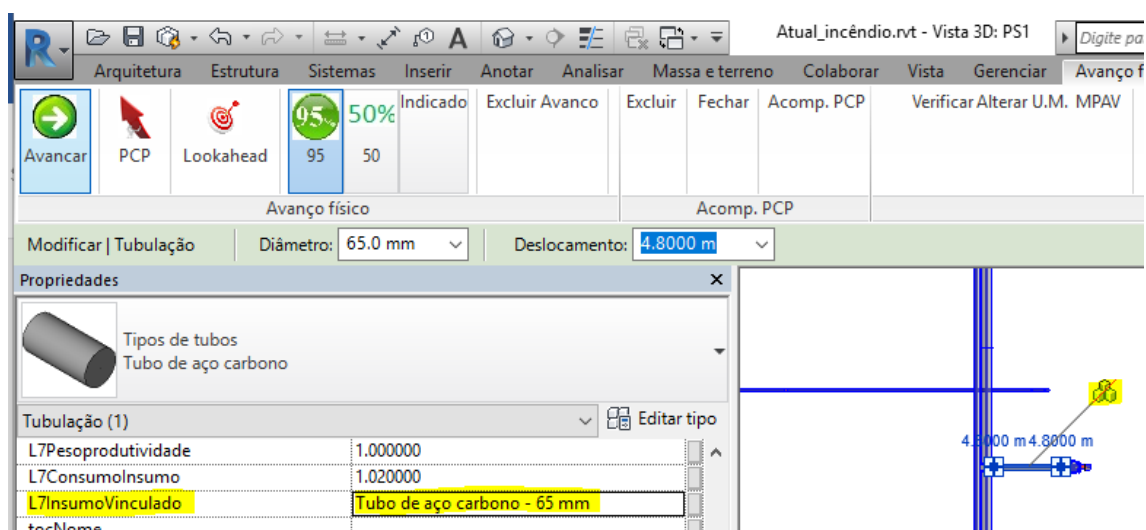 Atual_incêndio.rvt - Vista 3D: PS1
Digite pa
Arquitetura Estrutura Sistemas Inserir Anotar Analisar Massa e terreno Colaborar Vista Gerenciar Avanço f
Indicado Excluir Avanco Excluir Fechar Acomp. PCP Verificar Alterar U.M. MPAV
95 50%
Avancar PCP Lookahead 95 50
Avanço físico Acomp. PCP
Modificar | Tubulação Diâmetro: 65.0 mm Deslocamento: 4.8000 m
Propriedades
Tipos de tubos
Tubo de aço carbono
Tubulação (1) Editar tipo
L7Pesoprodutividade 1.000000
4.8000 m 4.8000 m
L7ConsumoInsumo 1.020000
L7InsumoVinculado Tubo de aço carbono - 65 mm